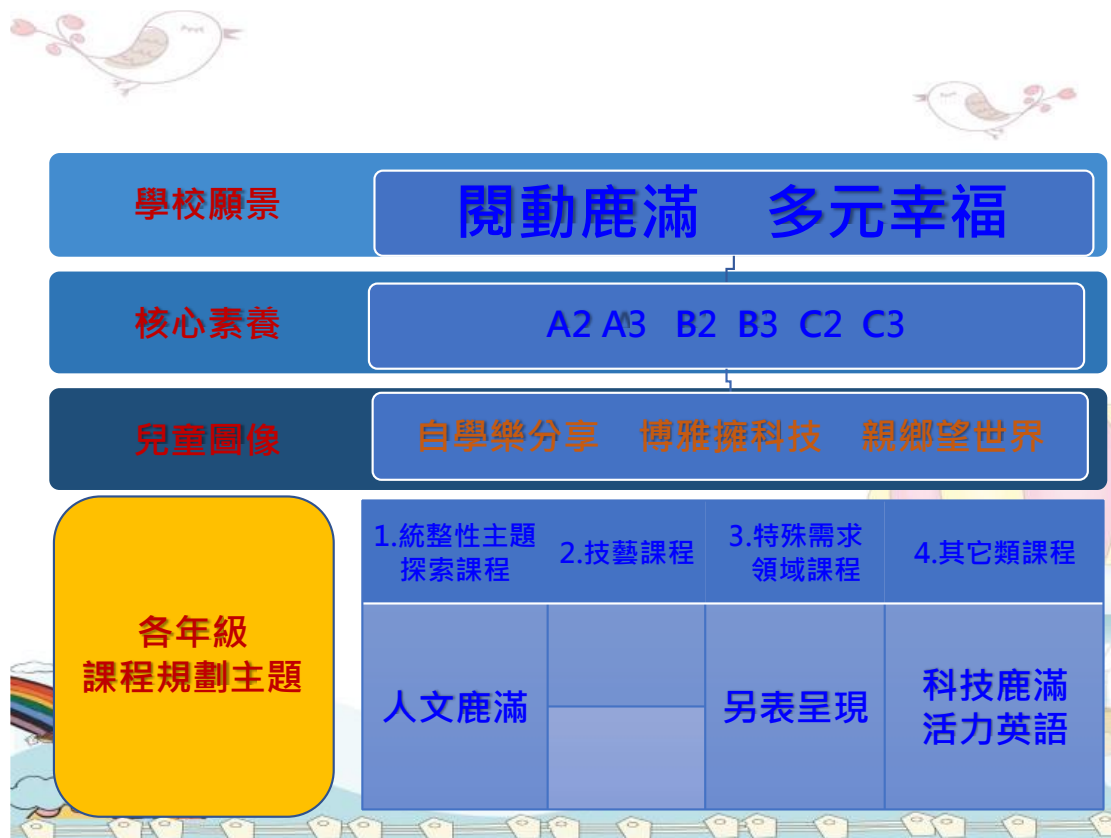 學校願景
閱動鹿滿 多元幸福
核心素養
A2 A3 B2 B3 C2 C3
兒童圖像
自學樂分享 博雅擁科技 親鄉望世界
各年級
課程規劃主題
1.統整性主題
探索課程
2.技藝課程
3.特殊需求
領域課程
4.其它類課程
人文鹿滿
另表呈現
科技鹿滿
活力英語